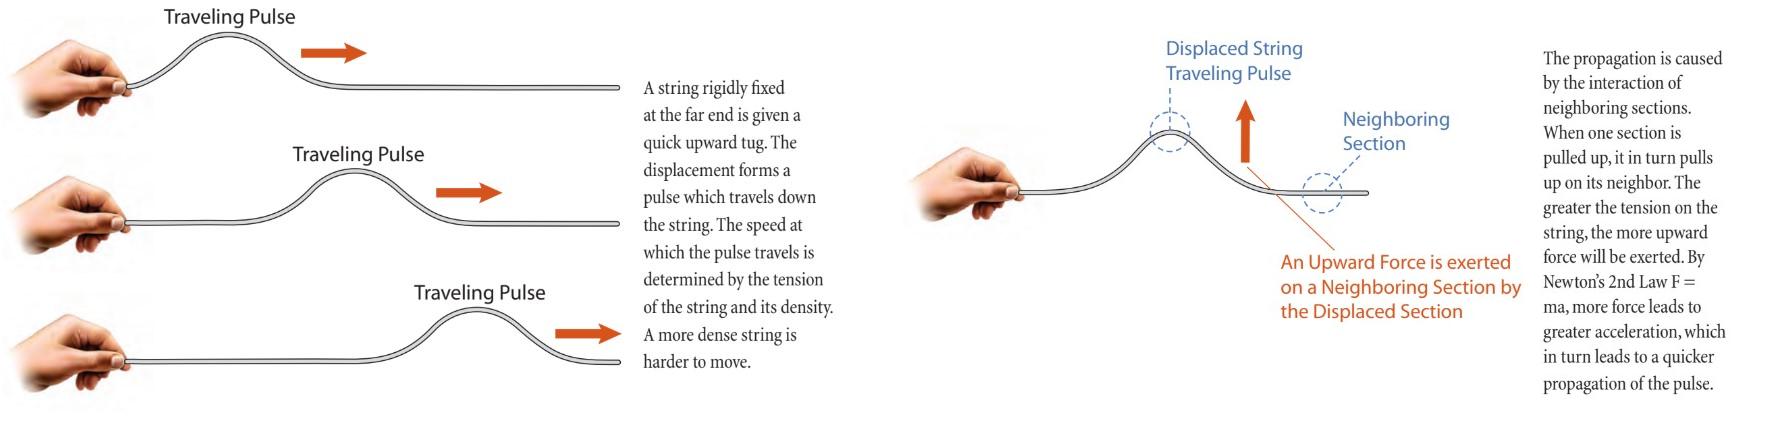 Traveling Pulse
Traveling Pulse
Traveling Pulse
A string rigidly fixed
at the far end is given a
quick upward tug. The
displacement forms a
pulse which travels down
the string. The speed at
which the pulse travels is
determined by the tension
of the string and its density.
A more dense string is
harder to move.
Displaced String
Traveling Pulse
Neighboring
Section
An Upward Force is exerted
on a Neighboring Section by
the Displaced Section
The propagation is caused
by the interaction of
neighboring sections.
When one section is
pulled up, it in turn pulls
up on its neighbor. The
greater the tension on the
string, the more upward
force will be exerted. By
Newton’s 2nd Law F =
ma, more force leads to
greater acceleration, which
in turn leads to a quicker
propagation of the pulse.